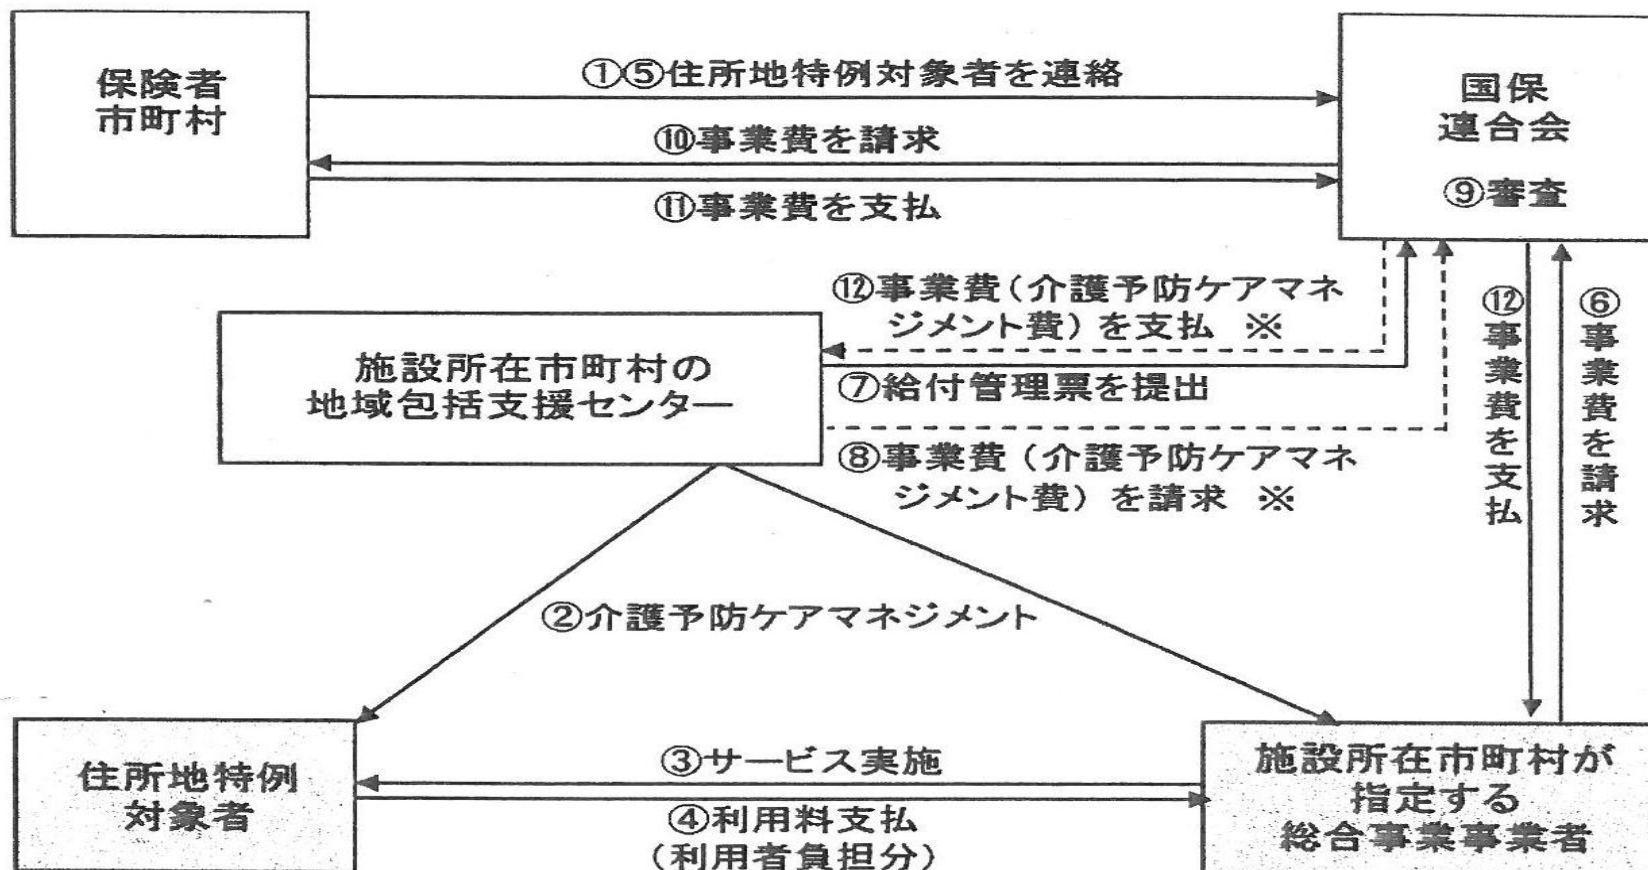 保険者
市町村
①⑤住所地特例対象者を連絡
⑩事業費を請求
⑪事業費を支払
国保
連合会
⑨審査
⑫事業費(介護予防ケアマネ
ジメント費)を支払 ※
⑦給付管理票を提出
⑧事業費(介護予防ケアマネ
ジメント費)を請求 ※
施設所在市町村の
地域包括支援センター
⑫事業費を支払
⑥事業費を請求
②介護予防ケアマネジメント
住所地特例
対象者
③サービス実施
④利用料支払
(利用者負担分)
施設所在市町村が
指定する
総合事業事業者